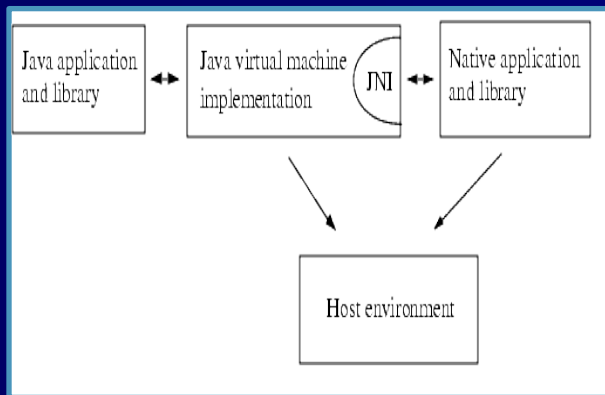 Java application
and library
Java virtual machine
implementation
JNI
Native application
and library
Host environment